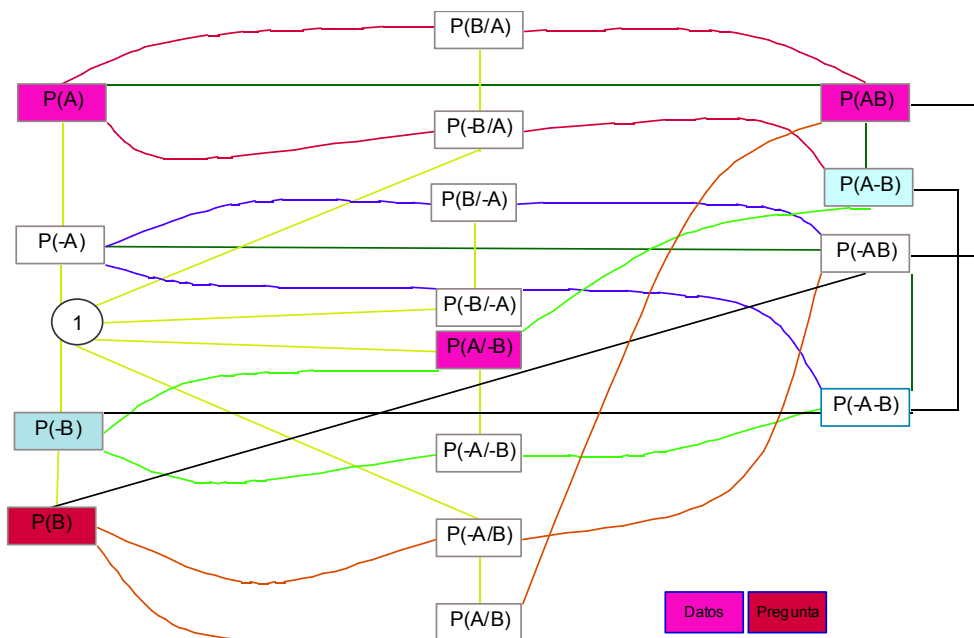 P(B/A)
P(A)
P(AB)
P(-B/A)
P(A-B)
P(B/-A)
P(-A)
P(-AB)
P(-B/-A)
1
P(A/-B)
P(-A-B)
P(-B)
P(-A/-B)
P(B)
P(-A/B)
P(A/B)
Datos
Pregunta